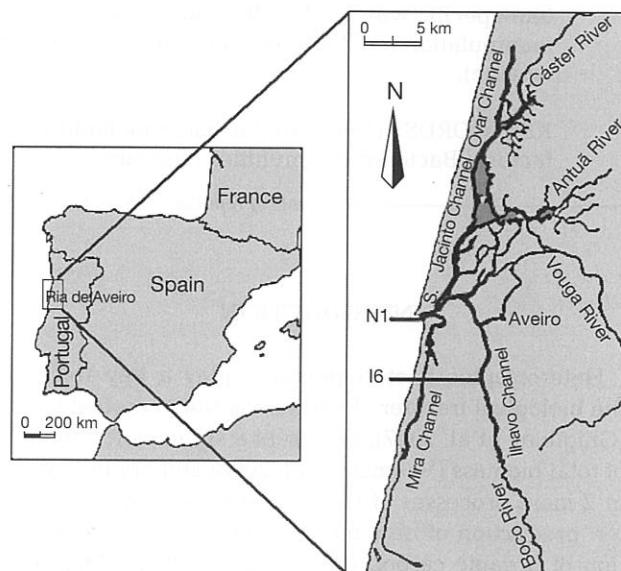 0 5 km
N
Cáster River
Ovar Channel
Antuã River
S. Jacinto Channel
Vouga River
N1
Aveiro
I6
Mira Channel
Ilhavo Channel
Boco River
France
Spain
Ria de Aveiro
Portugal
0 200 km